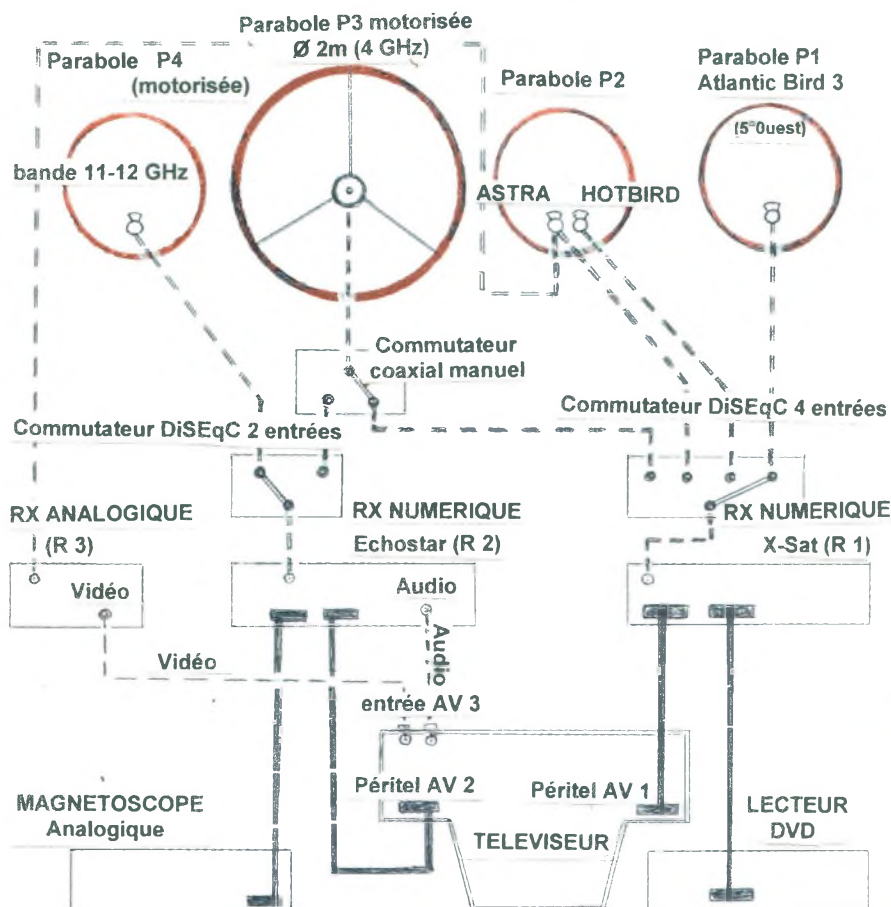 Parabole P3 motorisée
Ø 2m (4 GHz)
Parabole P4
(motorisée)
bande 11-12 GHz
Parabole P2
ASTRA HOTBIRD
Parabole P1
Atlantic Bird 3
(5°Ouest)
Commutateur
coaxial manuel
Commutateur DiSEqC 2 entrées
Commutateur DiSEqC 4 entrées
RX ANALOGIQUE
(R 3)
RX NUMERIQUE
Echostar (R 2)
RX NUMERIQUE
X-Sat (R 1)
Vidéo
Audio
Vidéo
Audio
entrée AV 3
Péritel AV 2
Péritel AV 1
TELEVISEUR
MAGNETOSCOPE
Analogique
LECTEUR
DVD